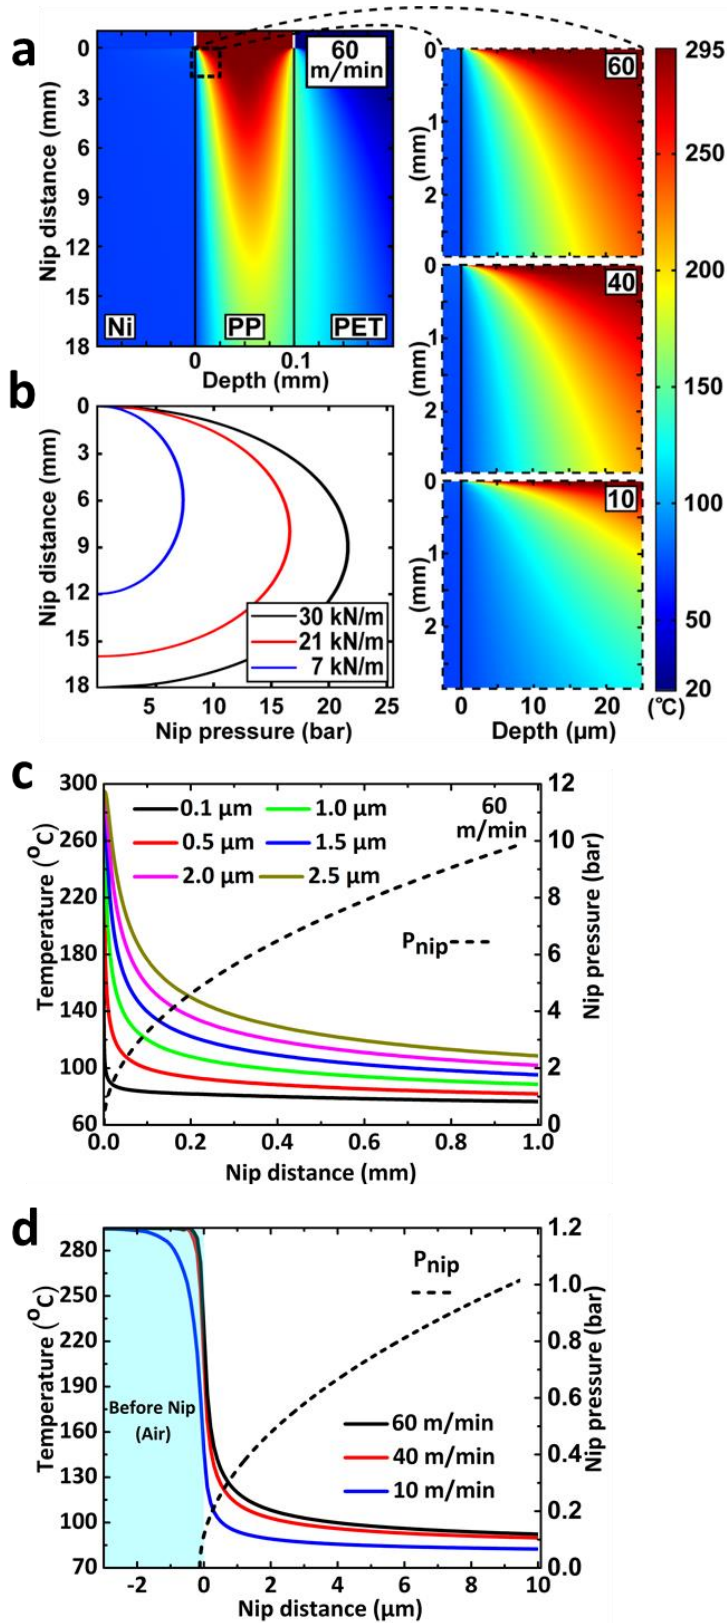 a
60
m/min
0
3
6
9
12
15
18
Nip distance (mm)
Ni
PP
PET
0
0.1
Depth (mm)
60
0
1
2
(mm)
40
0
1
2
(mm)
10
0
1
2
(mm)
0
10
20
Depth (µm)
295
250
200
150
100
50
20
(°C)
b
0
3
6
9
12
15
18
Nip distance (mm)
30 kN/m
21 kN/m
7 kN/m
5
10
15
20
25
Nip pressure (bar)
c
300
260
220
180
140
100
60
Temperature (°C)
0.1 µm
1.0 µm
0.5 µm
1.5 µm
2.0 µm
2.5 µm
60
m/min
Pnip
12
10
8
6
4
2
0
Nip pressure (bar)
0.0
0.2
0.4
0.6
0.8
1.0
Nip distance (mm)
d
280
250
220
190
160
130
100
70
Temperature (°C)
Before Nip
(Air)
Pnip
60 m/min
40 m/min
10 m/min
1.2
1.0
0.8
0.6
0.4
0.2
0.0
Nip pressure (bar)
-2
0
2
4
6
8
10
Nip distance (µm)